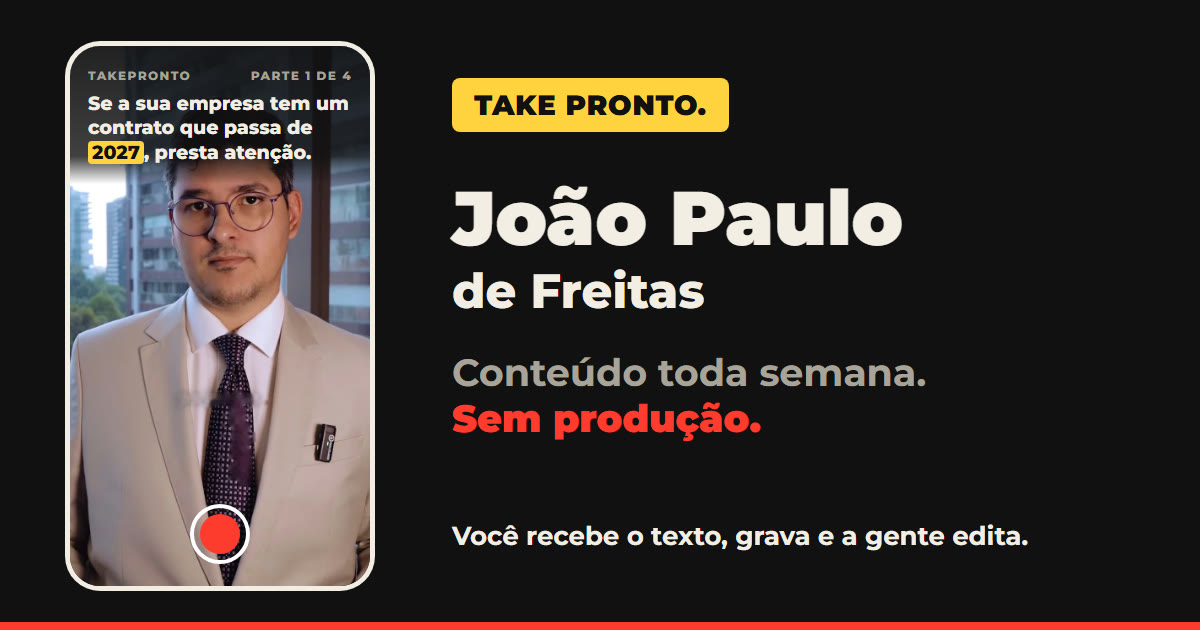 TAKEPRONTO
PARTE 1 DE 4
Se a sua empresa tem um
contrato que passa de
2027, presta atenção.
TAKE PRONTO.
João Paulo
de Freitas
Conteúdo toda semana.
Sem produção.
Você recebe o texto, grava e a gente edita.